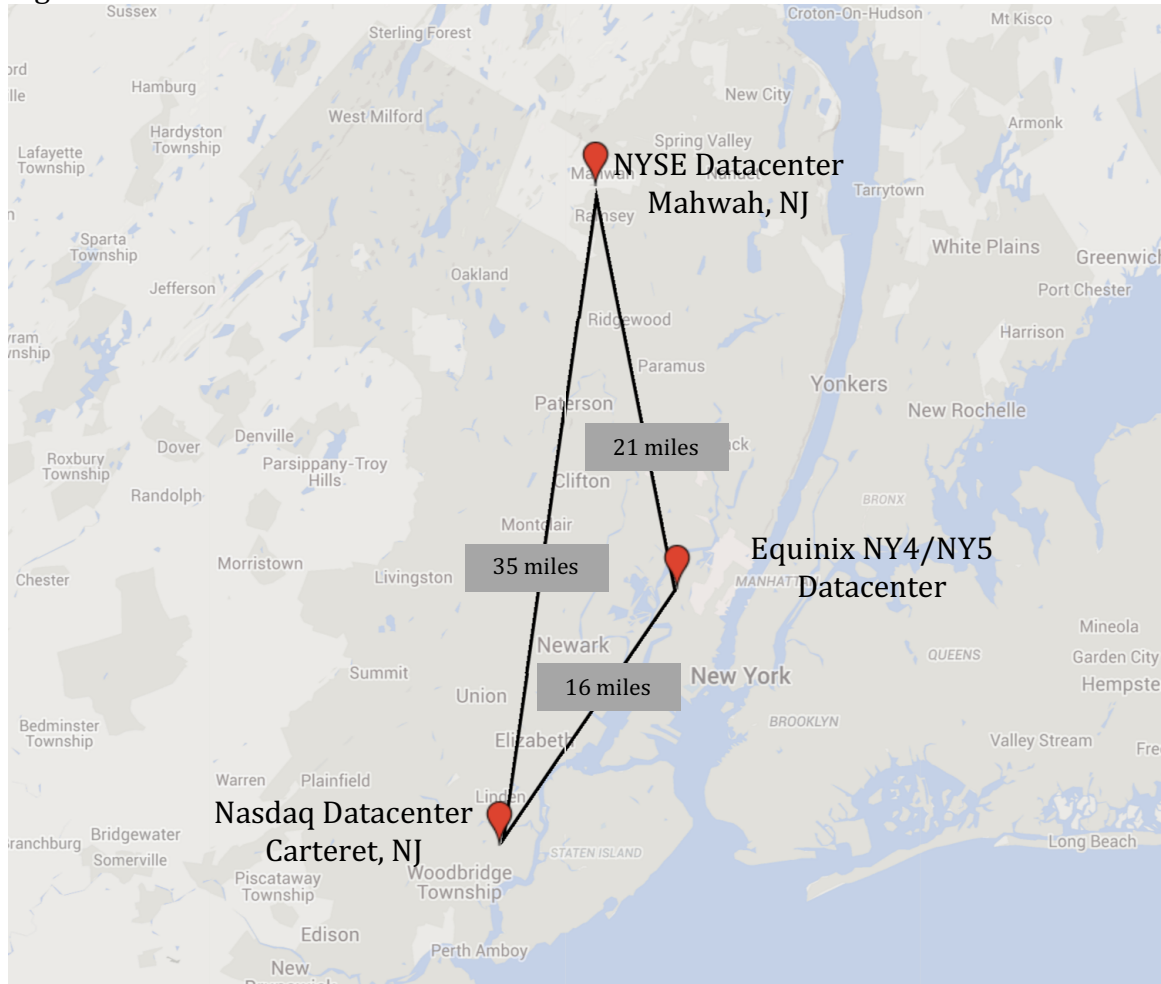 Sussex
Croton-On-Hudson
Mt Kisco
Sterling Forest
Hamburg
New City
West Milford
Armonk
Hardyston
Township
Spring Valley
Lafayette
Township
NYSE Datacenter
Mahwah, NJ
Tarrytown
Ramsey
Sparta
Township
White Plains
Greenwich
Oakland
Jefferson
Port Chester
Ridgewood
Harrison
Paramus
Yonkers
Paterson
New Rochelle
Denville
Dover
21 miles
Roxbury
Township
Parsippany-Troy
Hills
Clifton
Randolph
BRONX
Montclair
Equinix NY4/NY5
Datacenter
Morristown
35 miles
Chester
Livingston
MANHATTAN
Mineola
Newark
QUEENS
Garden City
Summit
New York
Hempste
16 miles
Union
BROOKLYN
Bedminster
Township
Elizabeth
Valley Stream
Warren
Plainfield
Linden
Nasdaq Datacenter
Carteret, NJ
Bridgewater
Long Beach
STATEN ISLAND
Somerville
Woodbridge
Township
Piscataway
Township
Edison
Perth Amboy
New